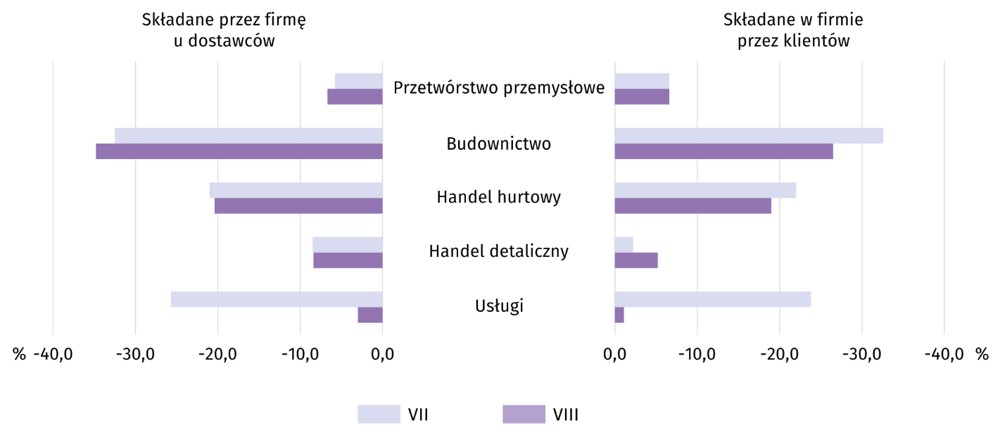 Składane przez firmę
u dostawców
Składane w firmie
przez klientów
Przetwórstwo przemysłowe
Budownictwo
Handel hurtowy
Handel detaliczny
Usługi
% -40,0 -30,0 -20,0 -10,0 0,0
0,0 -10,0 -20,0 -30,0 -40,0 %
VII VIII